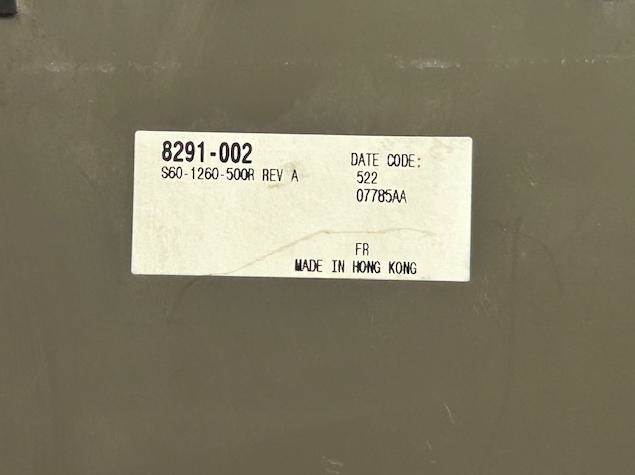 8291-002
S60-1260-500R REV A
DATE CODE:
522
07785AA
FR
MADE IN HONG KONG